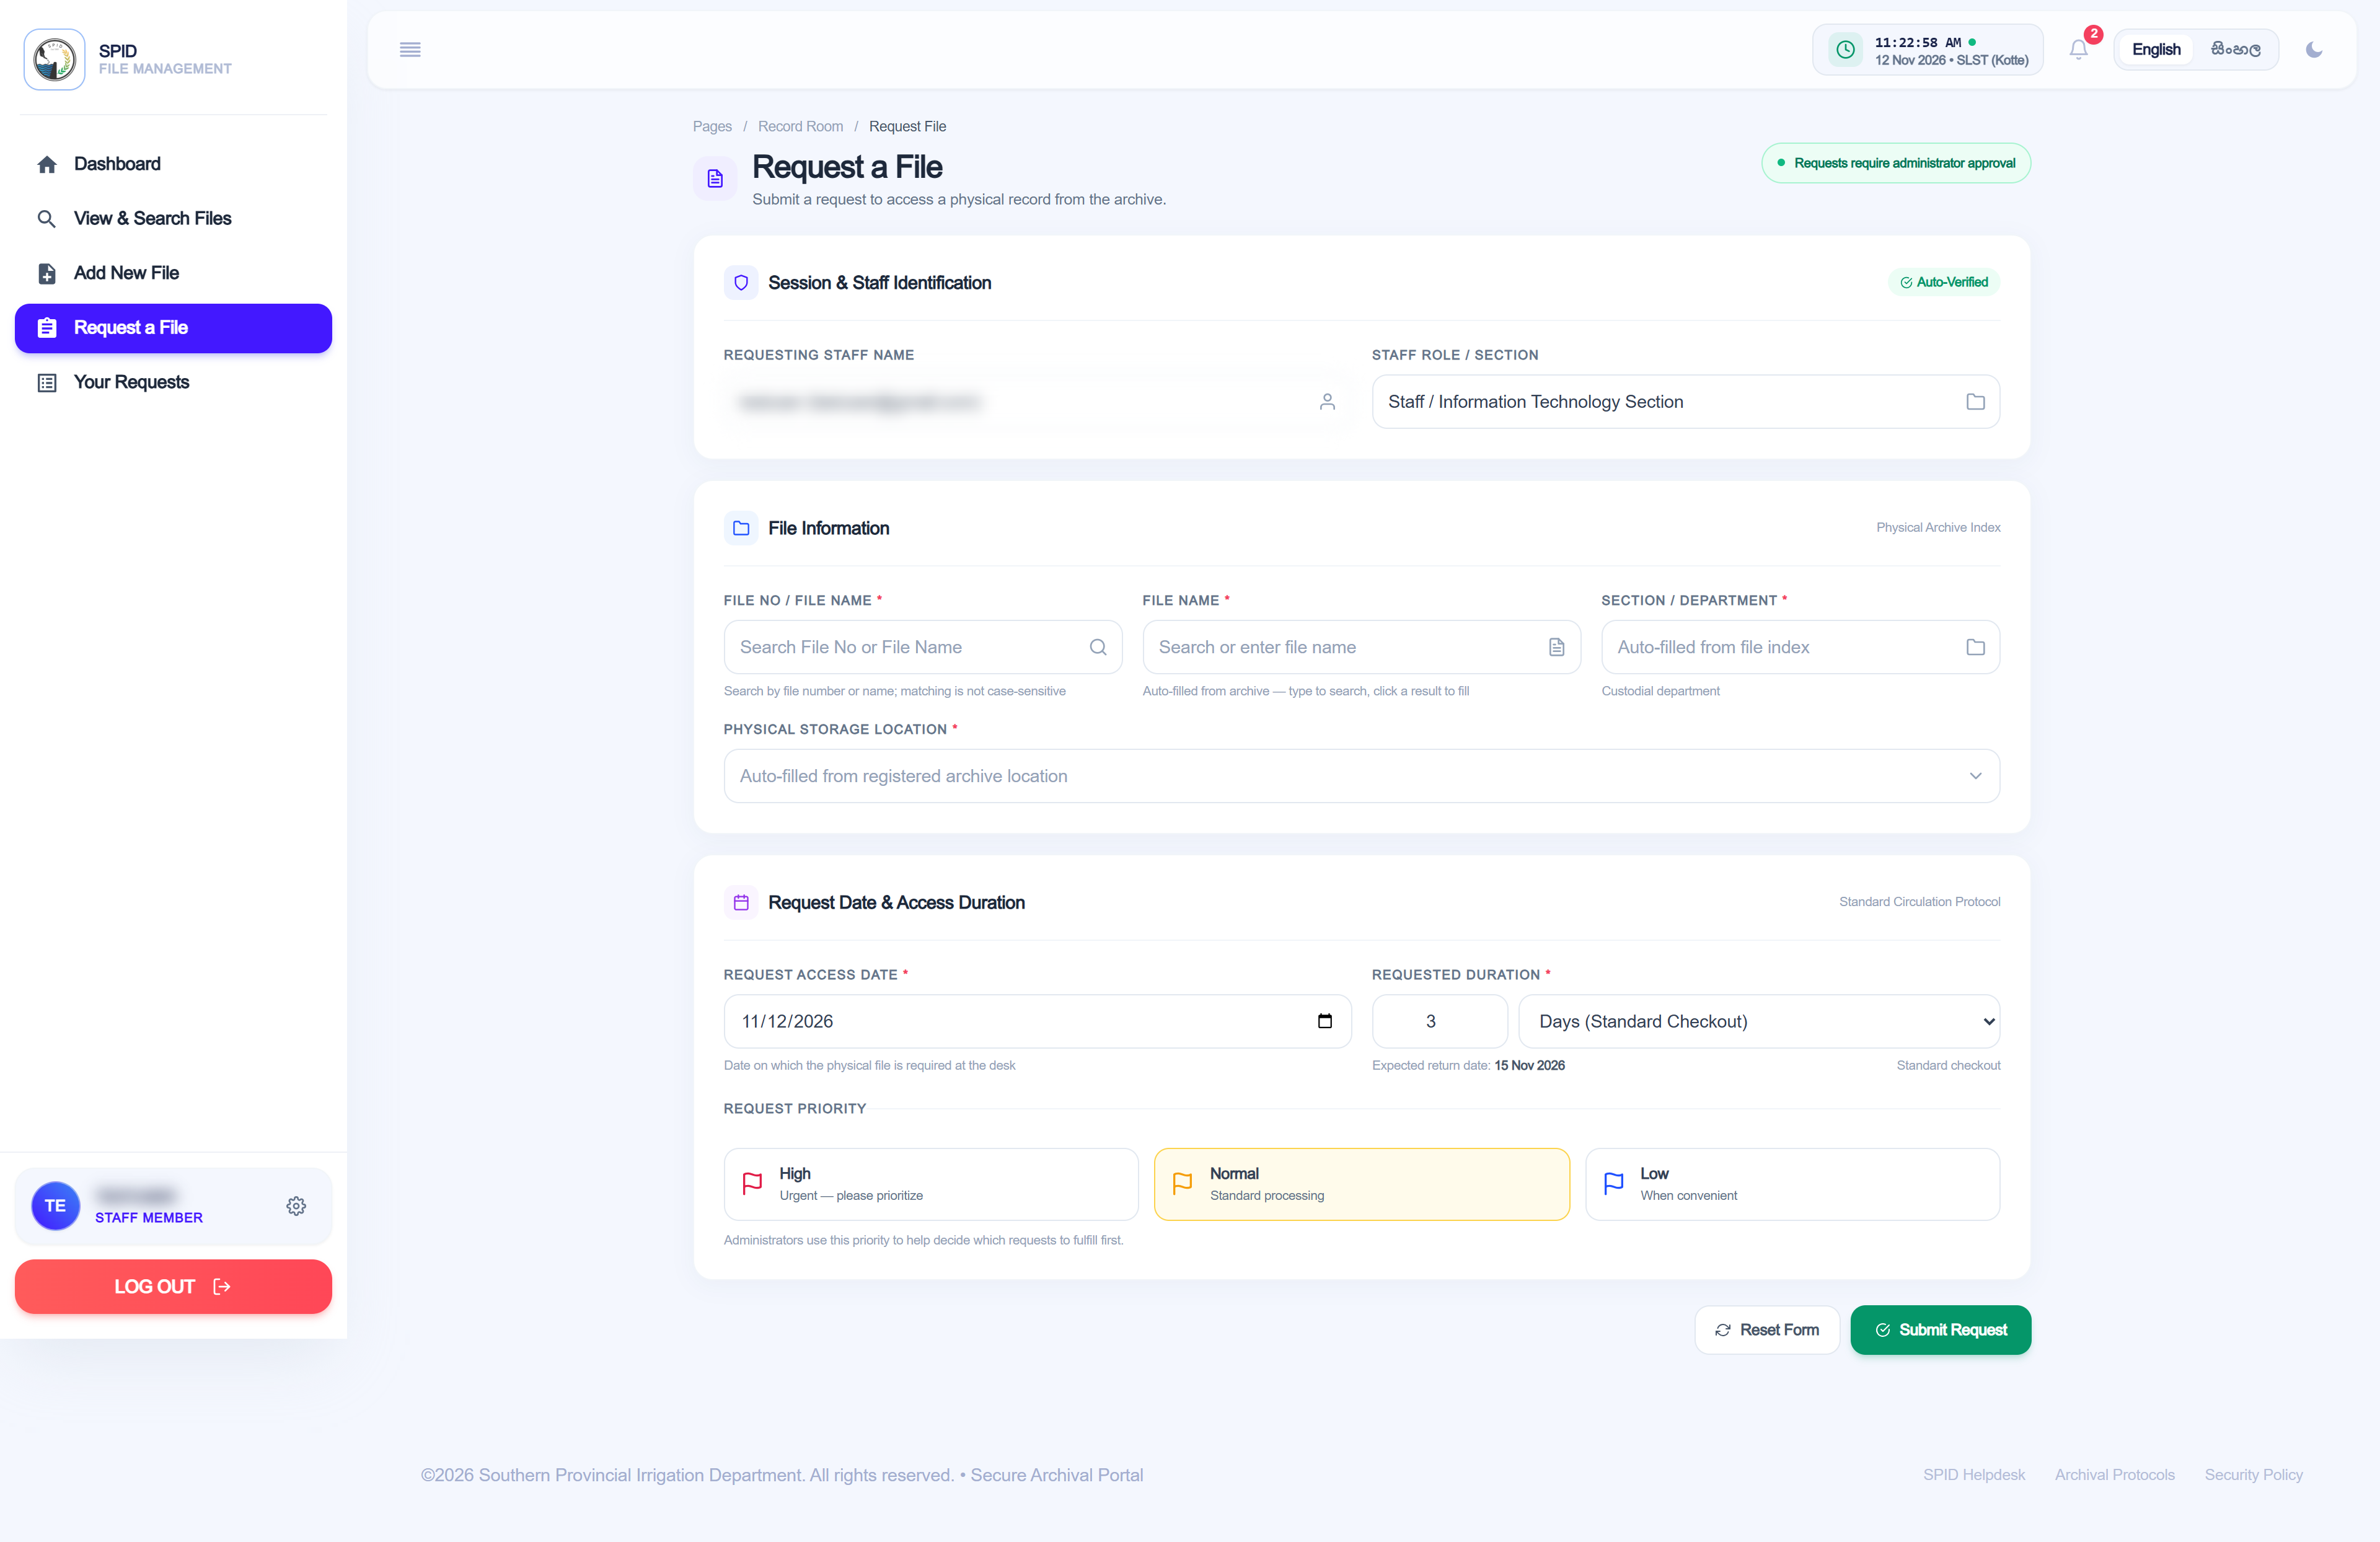 SPID
FILE MANAGEMENT
Dashboard
View & Search Files
Add New File
Request a File
Your Requests
TE
STAFF MEMBER
LOG OUT
11:22:58 AM
12 Nov 2026 • SLST (Kotte)
2
English
සිංහල
Pages / Record Room / Request File
Request a File
Submit a request to access a physical record from the archive.
Requests require administrator approval
Session & Staff Identification
Auto-Verified
REQUESTING STAFF NAME
STAFF ROLE / SECTION
Staff / Information Technology Section
File Information
Physical Archive Index
FILE NO / FILE NAME *
FILE NAME *
SECTION / DEPARTMENT *
Search File No or File Name
Search or enter file name
Auto-filled from file index
Search by file number or name; matching is not case-sensitive
Auto-filled from archive — type to search, click a result to fill
Custodial department
PHYSICAL STORAGE LOCATION *
Auto-filled from registered archive location
Request Date & Access Duration
Standard Circulation Protocol
REQUEST ACCESS DATE *
REQUESTED DURATION *
11/12/2026
3
Days (Standard Checkout)
Date on which the physical file is required at the desk
Expected return date: 15 Nov 2026
Standard checkout
REQUEST PRIORITY
High
Urgent — please prioritize
Normal
Standard processing
Low
When convenient
Administrators use this priority to help decide which requests to fulfill first.
Reset Form
Submit Request
©2026 Southern Provincial Irrigation Department. All rights reserved. • Secure Archival Portal
SPID Helpdesk
Archival Protocols
Security Policy